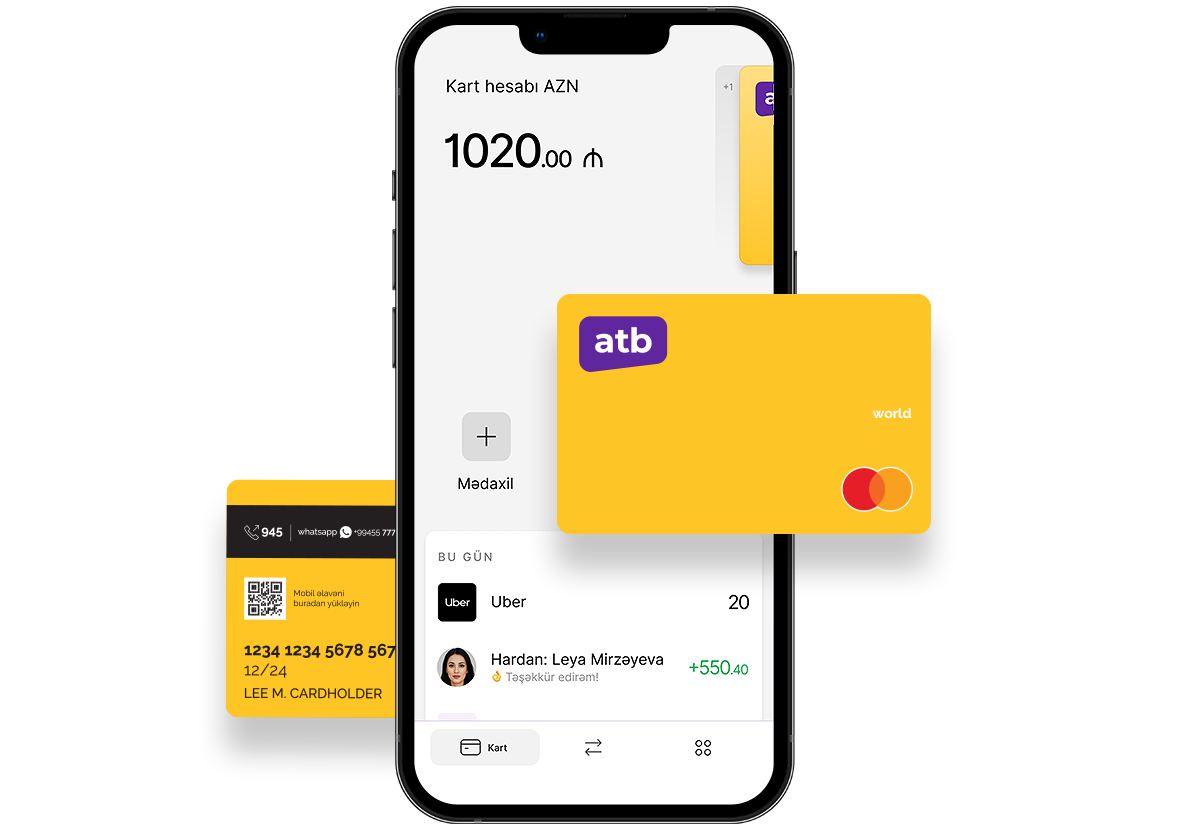 Kart hesabı AZN
+1
1020.00 ₼
a
atb
world
+
Mədaxil
945 whatsapp +99455 777
Mobil əlavəni
buradan yükləyin
1234 1234 5678 567
12/24
LEE M. CARDHOLDER
BU GÜN
Uber Uber 20
Hardan: Leya Mirzəyeva +550.40
👌 Təşəkkür edirəm!
Kart